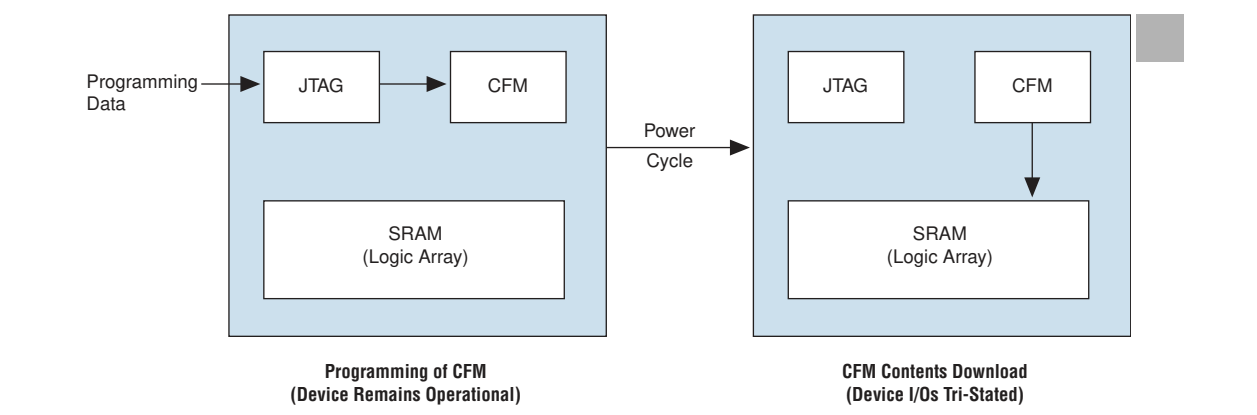 Programming
Data
JTAG
CFM
SRAM
(Logic Array)
Programming of CFM
(Device Remains Operational)
Power
Cycle
JTAG
CFM
SRAM
(Logic Array)
CFM Contents Download
(Device I/Os Tri-Stated)